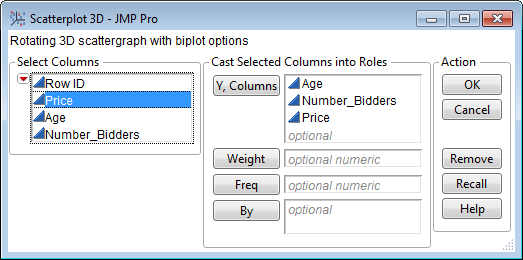 Scatterplot 3D - JMP Pro
Rotating 3D scattergraph with biplot options
Select Columns
Row ID
Price
Age
Number_Bidders
Cast Selected Columns into Roles
Y, Columns
Age
Number_Bidders
Price
optional
Weight
optional numeric
Freq
optional numeric
By
optional
Action
OK
Cancel
Remove
Recall
Help